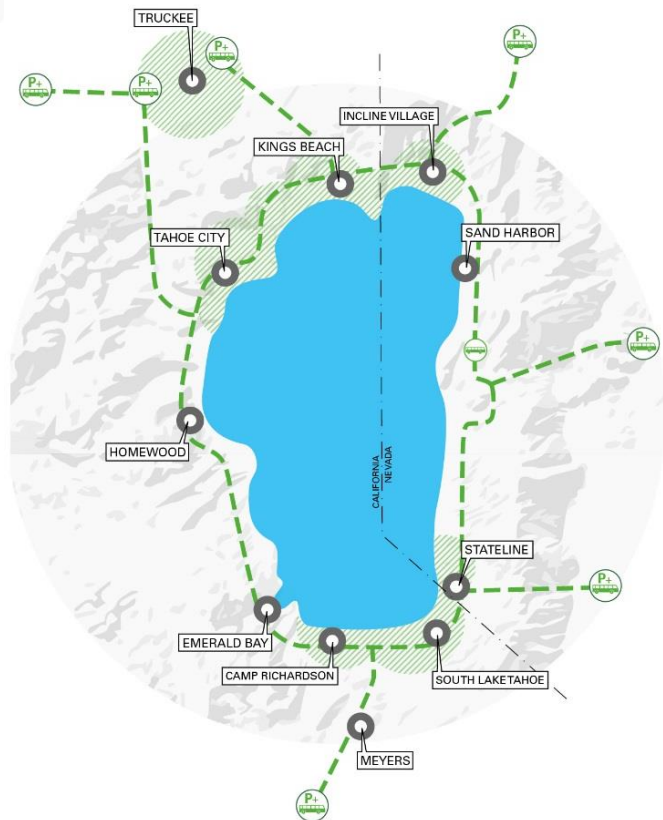 TRUCKEE
P+
P+
P+
P+
INCLINE VILLAGE
KINGS BEACH
TAHOE CITY
SAND HARBOR
P+
HOMEWOOD
CALIFORNIA
NEVADA
STATELINE
P+
EMERALD BAY
CAMP RICHARDSON
SOUTH LAKE TAHOE
MEYERS
P+